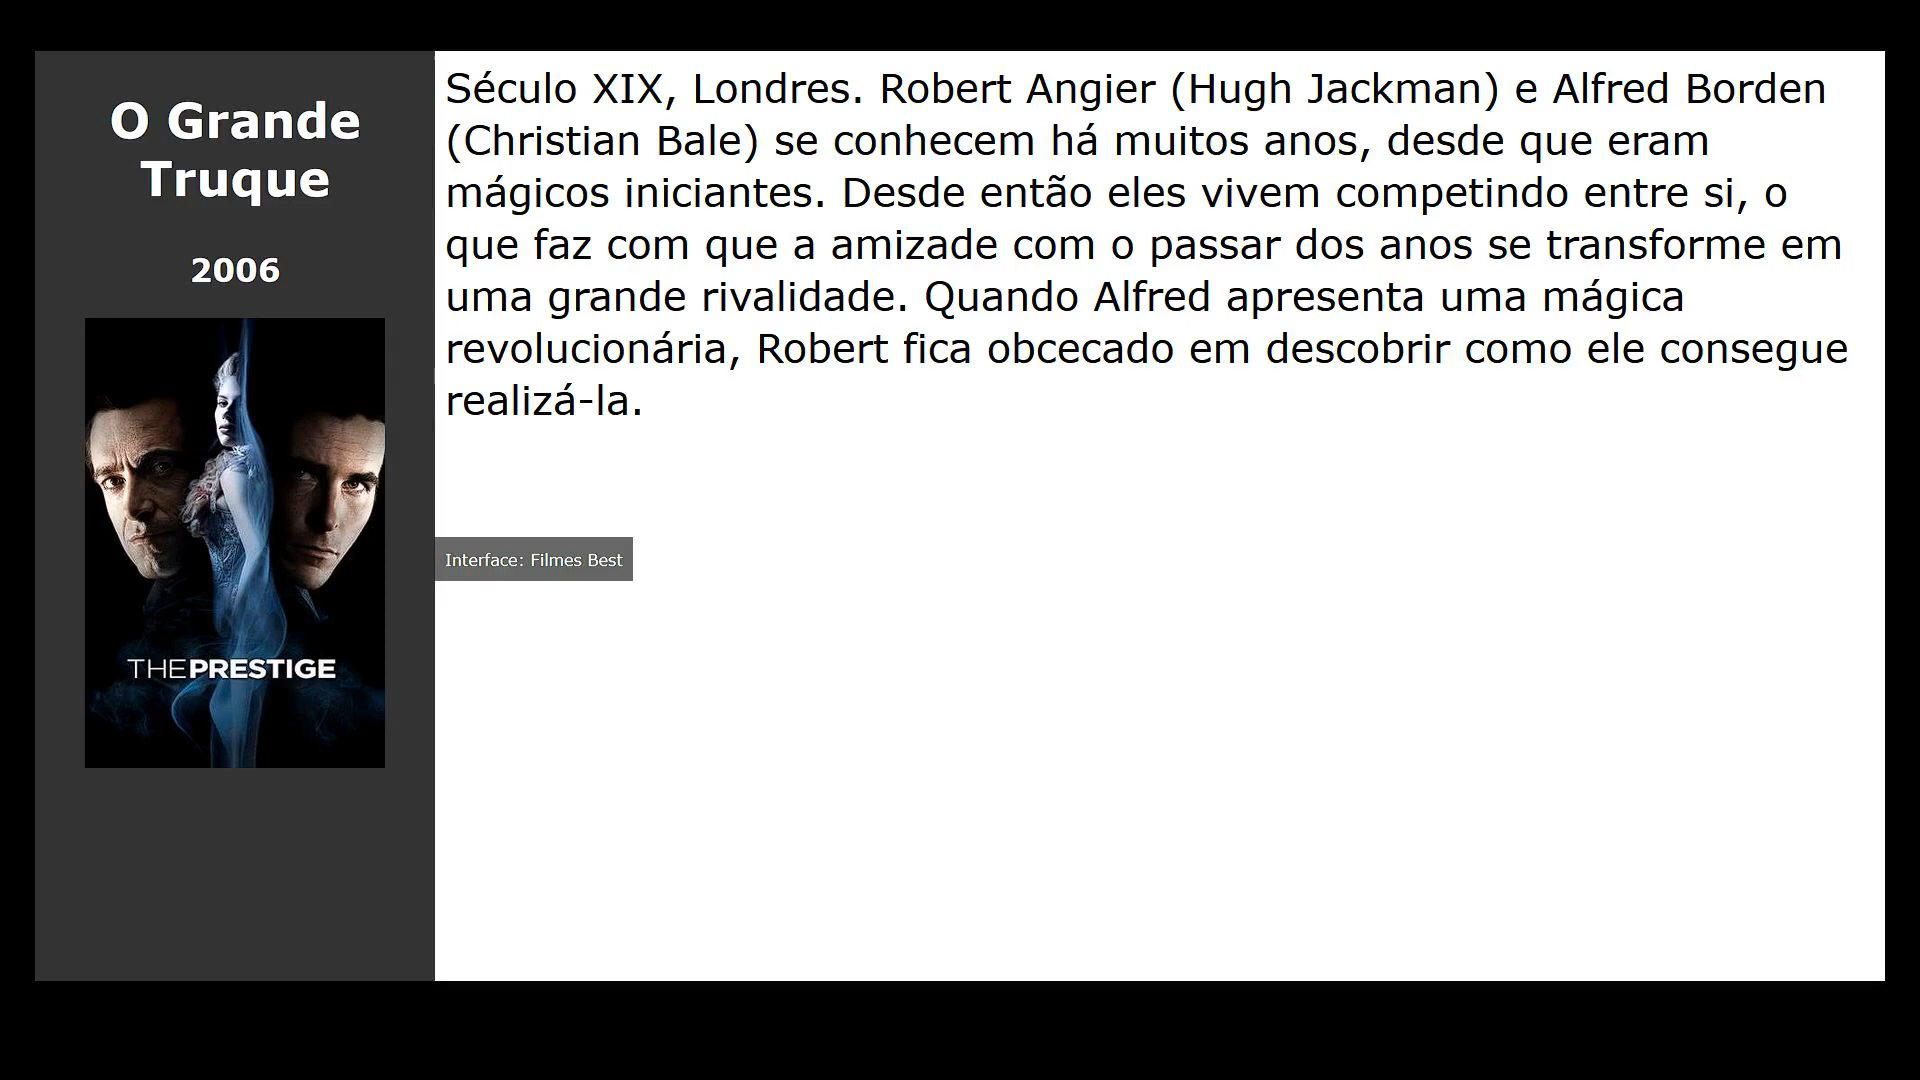 O Grande
Truque
2006
THEPRESTIGE
Século XIX, Londres. Robert Angier (Hugh Jackman) e Alfred Borden
(Christian Bale) se conhecem há muitos anos, desde que eram
mágicos iniciantes. Desde então eles vivem competindo entre si, o
que faz com que a amizade com o passar dos anos se transforme em
uma grande rivalidade. Quando Alfred apresenta uma mágica
revolucionária, Robert fica obcecado em descobrir como ele consegue
realizá-la.
Interface: Filmes Best